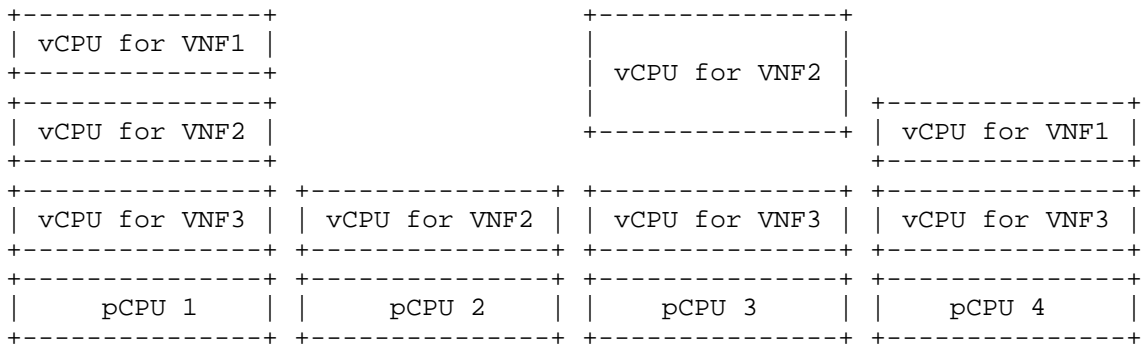 vCPU for VNF1
vCPU for VNF2
vCPU for VNF2 vCPU for VNF1
vCPU for VNF3 vCPU for VNF2 vCPU for VNF3 vCPU for VNF3
pCPU 1 pCPU 2 pCPU 3 pCPU 4